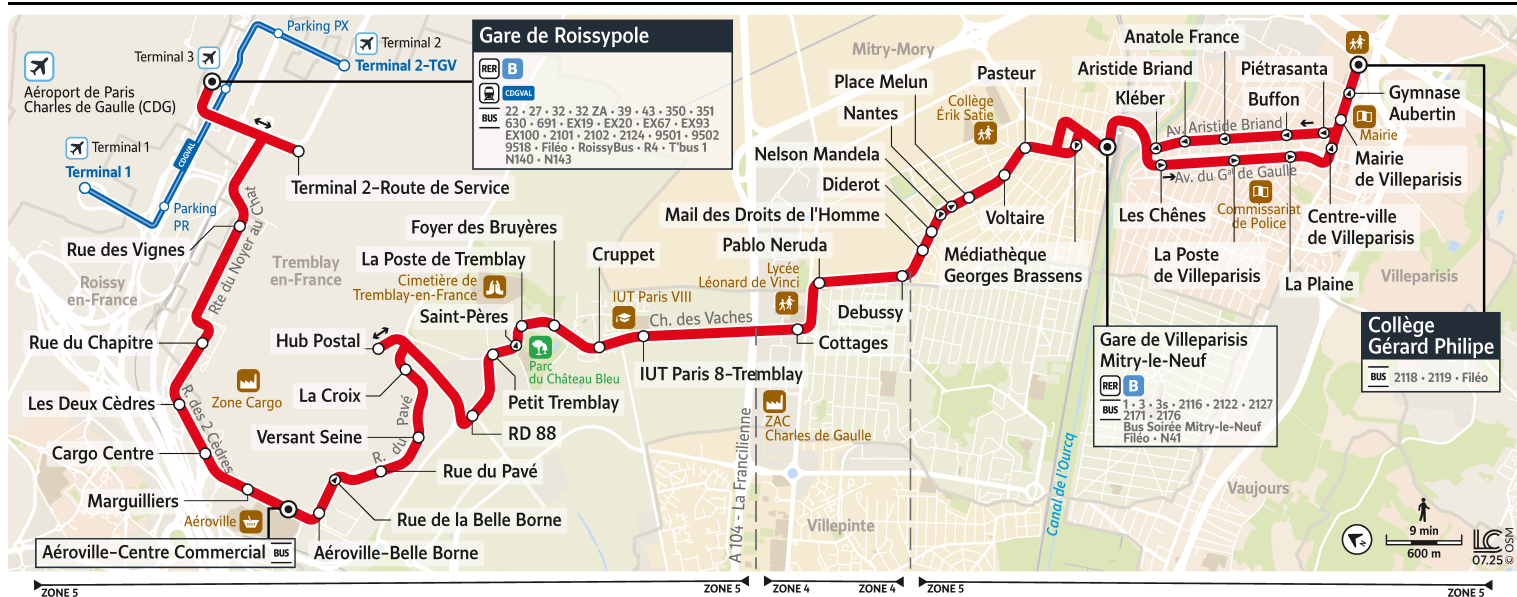 Parking PX
Terminal 2
Terminal 2-TGV
Terminal 3
Aéroport de Paris
Charles de Gaulle (CDG)
Terminal 1
Terminal 1
CDGVAL
Parking
PR
Gare de Roissypole
RER B
CDGVAL
BUS
22 • 27 • 32 • 32 ZA • 39 • 43 • 350 • 351
630 • 691 • EX19 • EX20 • EX67 • EX93
EX100 • 2101 • 2102 • 2124 • 9501 • 9502
9518 • Filéo • RoissyBus • R4 • T'bus 1
N140 • N143
Terminal 2-Route de Service
Rue des Vignes
Rte du Noyer au Chat
Roissy
en-France
Tremblay
en-France
Rue du Chapitre
Les Deux Cèdres
R. des 2 Cèdres
Zone Cargo
Cargo Centre
Marguilliers
Aéroville
Aéroville-Centre Commercial BUS
Aéroville-Belle Borne
Rue de la Belle Borne
Rue du Pavé
R. du Pavé
Versant Seine
La Croix
Hub Postal
RD 88
Petit Tremblay
Saint-Pères
Cimetière de
Tremblay-en-France
La Poste de Tremblay
Foyer des Bruyères
Parc
du Château Bleu
Cruppet
IUT Paris VIII
Ch. des Vaches
IUT Paris 8-Tremblay
Cottages
Lycée
Léonard de Vinci
Pablo Neruda
Debussy
ZAC
Charles de Gaulle
A 104 - La Francilienne
Villepinte
Mail des Droits de l'Homme
Diderot
Nelson Mandela
Nantes
Place Melun
Mitry-Mory
Collège
Érik Satie
Pasteur
Voltaire
Médiathèque
Georges Brassens
Canal de l'Ourcq
Gare de Villeparisis
Mitry-le-Neuf
RER B
BUS
1 • 3 • 3s • 2116 • 2122 • 2127
2171 • 2176
Bus Soirée Mitry-le-Neuf
Filéo • N41
Kléber
Aristide Briand
Anatole France
Buffon
Piétrasanta
Av. Aristide Briand
Av. du Gal de Gaulle
Les Chênes
La Poste
de Villeparisis
Commissariat
de Police
La Plaine
Centre-ville
de Villeparisis
Mairie
de Villeparisis
Mairie
Gymnase
Aubertin
Villeparisis
Collège
Gérard Philipe
BUS 2118 • 2119 • Filéo
Vaujours
9 min
600 m
LC
07.25
© OSM
ZONE 5
ZONE 5
ZONE 4
ZONE 4
ZONE 5
ZONE 5